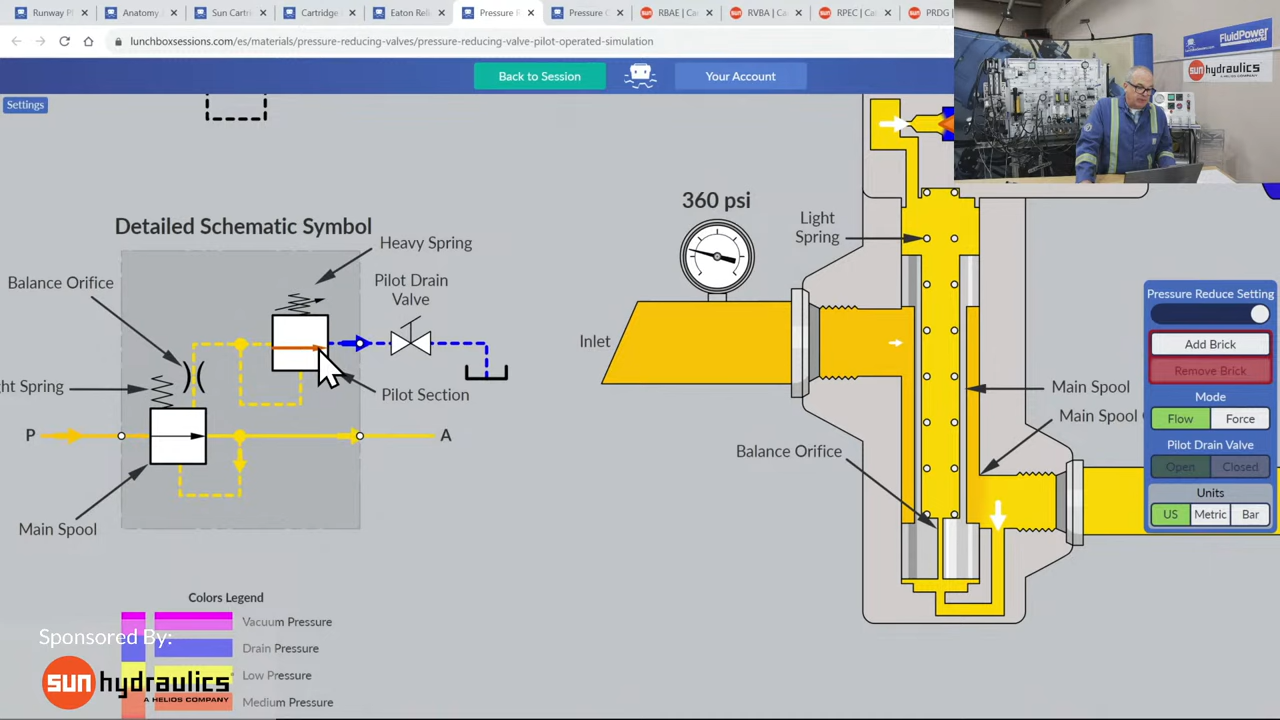 Runway P
Anatomy
Sun Cartr
Cartridge
Eaton Reli
Pressure R
Pressure C
RBAE | Ca
RVBA | Ca
RPEC | Ca
PRDG
lunchboxsessions.com/es/materials/pressure-reducing-valves/pressure-reducing-valve-pilot-operated-simulation
FluidPower
sun hydraulics
Back to Session
Your Account
Settings
Detailed Schematic Symbol
Heavy Spring
Balance Orifice
Pilot Drain
Valve
ght Spring
Pilot Section
P
A
Main Spool
360 psi
Light
Spring
Inlet
Main Spool
Main Spool
Balance Orifice
Pressure Reduce Setting
Add Brick
Remove Brick
Mode
Flow
Force
Pilot Drain Valve
Open
Closed
Units
US
Metric
Bar
Colors Legend
Vacuum Pressure
Drain Pressure
Low Pressure
Medium Pressure
Sponsored By:
sun hydraulics
A HELIOS COMPANY